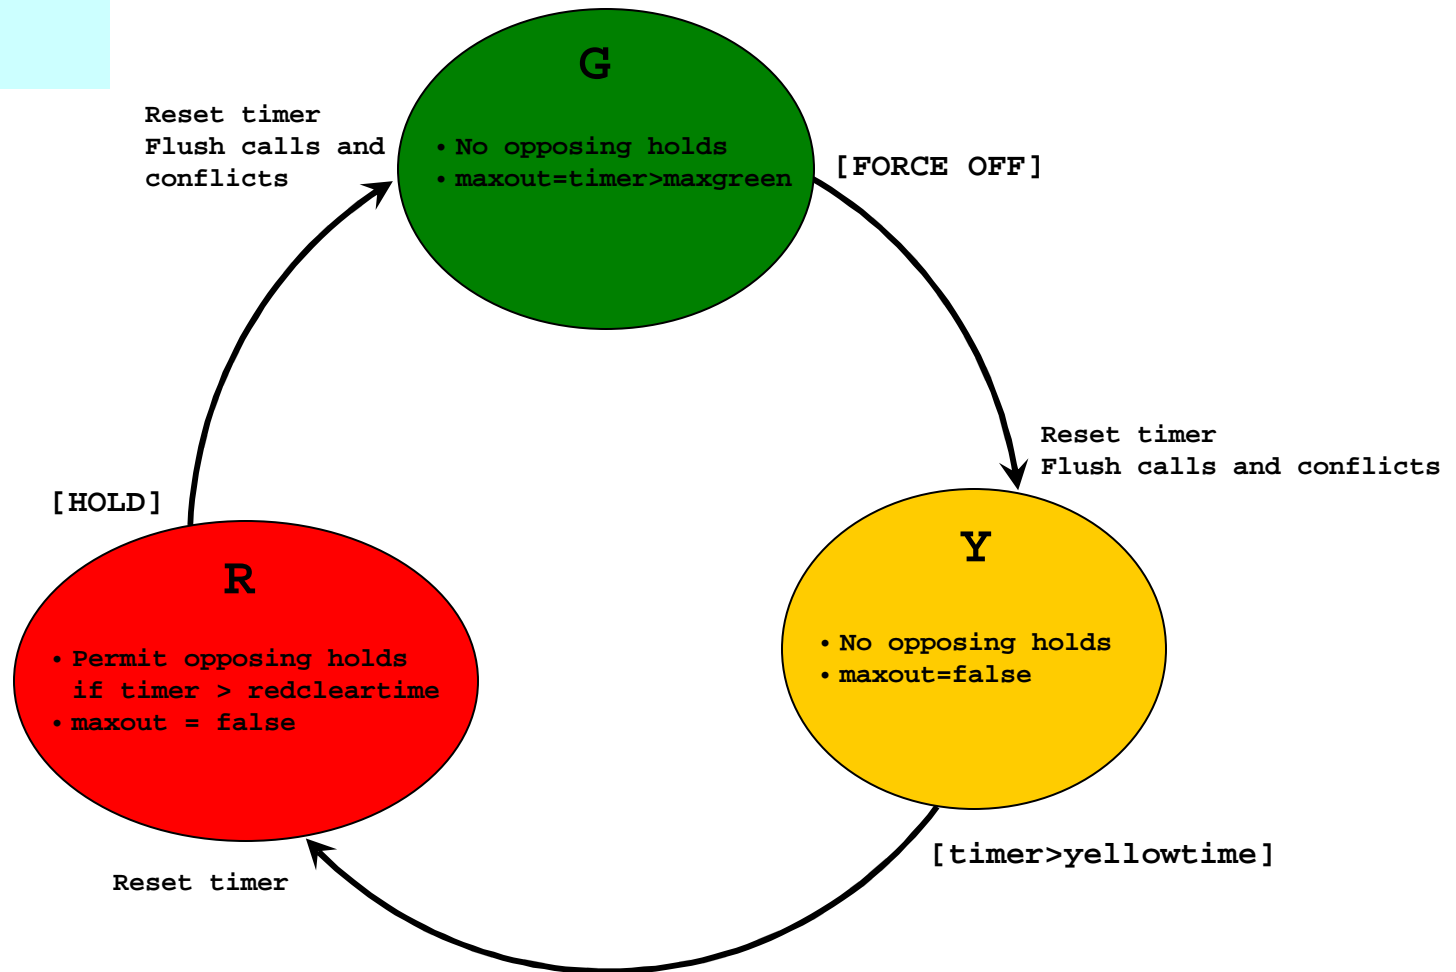 G
• No opposing holds
• maxout=timer>maxgreen
Reset timer
Flush calls and
conflicts
[FORCE OFF]
Reset timer
Flush calls and conflicts
[HOLD]
R
• Permit opposing holds
if timer > redcleartime
• maxout = false
Y
• No opposing holds
• maxout=false
[timer>yellowtime]
Reset timer